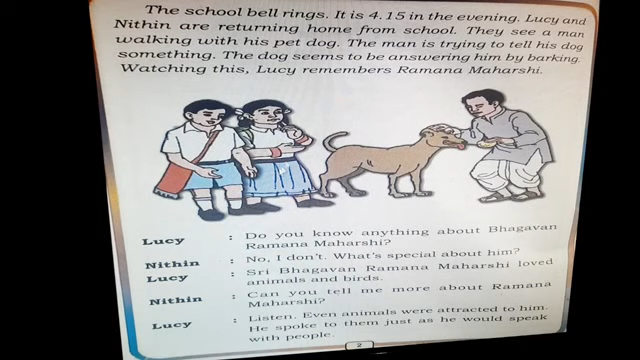 The school bell rings. It is 4.15 in the evening. Lucy and
Nithin are returning home from school. They see a man
walking with his pet dog. The man is trying to tell his dog
something. The dog seems to be answering him by barking.
Watching this, Lucy remembers Ramana Maharshi.
Lucy : Do you know anything about Bhagavan
Ramana Maharshi?
Nithin : No, I don't. What's special about him?
Lucy : Sri Bhagavan Ramana Maharshi loved
animals and birds.
Nithin : Can you tell me more about Ramana
Maharshi?
Lucy : Listen. Even animals were attracted to him.
He spoke to them just as he would speak
with people.
2